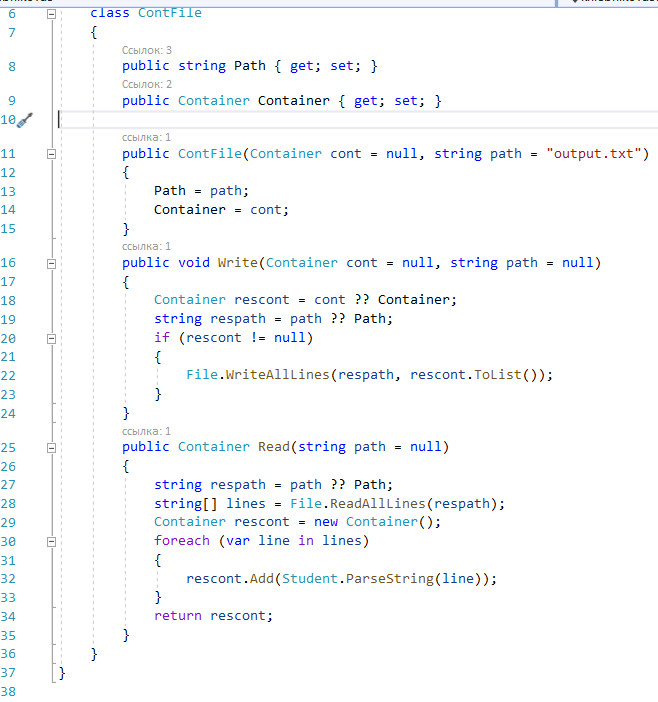 6 class ContFile
7 {
Ссылок: 3
8 public string Path { get; set; }
Ссылок: 2
9 public Container Container { get; set; }
10
ссылка: 1
11 public ContFile(Container cont = null, string path = "output.txt")
12 {
13 Path = path;
14 Container = cont;
15 }
ссылка: 1
16 public void Write(Container cont = null, string path = null)
17 {
18 Container rescont = cont ?? Container;
19 string respath = path ?? Path;
20 if (rescont != null)
21 {
22 File.WriteAllLines(respath, rescont.ToList());
23 }
24 }
ссылка: 1
25 public Container Read(string path = null)
26 {
27 string respath = path ?? Path;
28 string[] lines = File.ReadAllLines(respath);
29 Container rescont = new Container();
30 foreach (var line in lines)
31 {
32 rescont.Add(Student.ParseString(line));
33 }
34 return rescont;
35 }
36 }
37 }
38